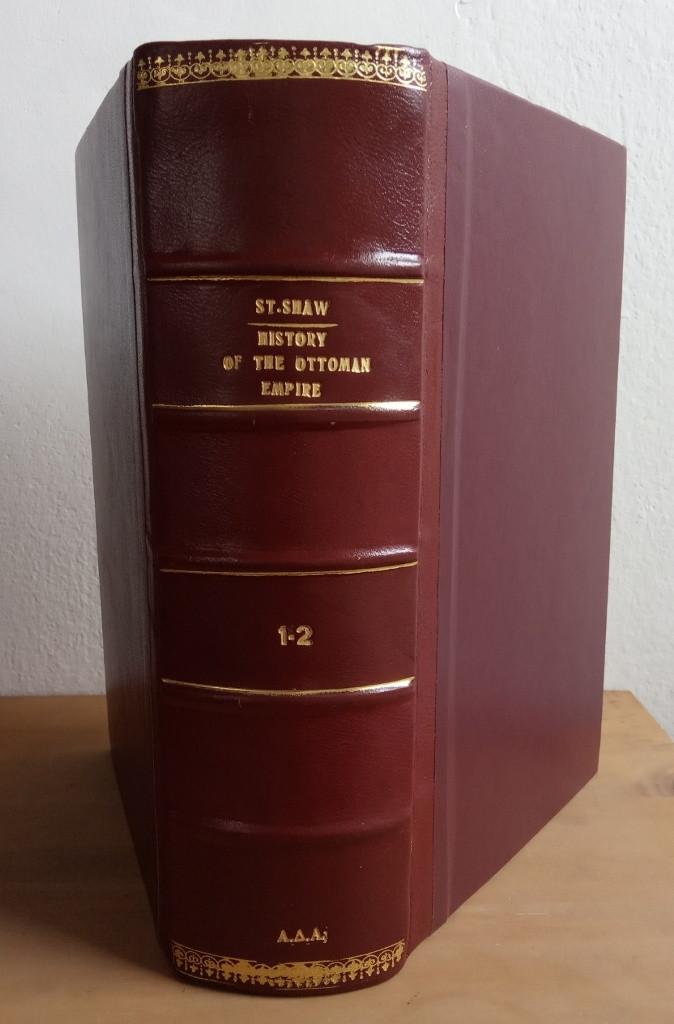 ST.SHAW
HISTORY
OF THE OTTOMAN
EMPIRE
1-2
Α.Δ.Α.